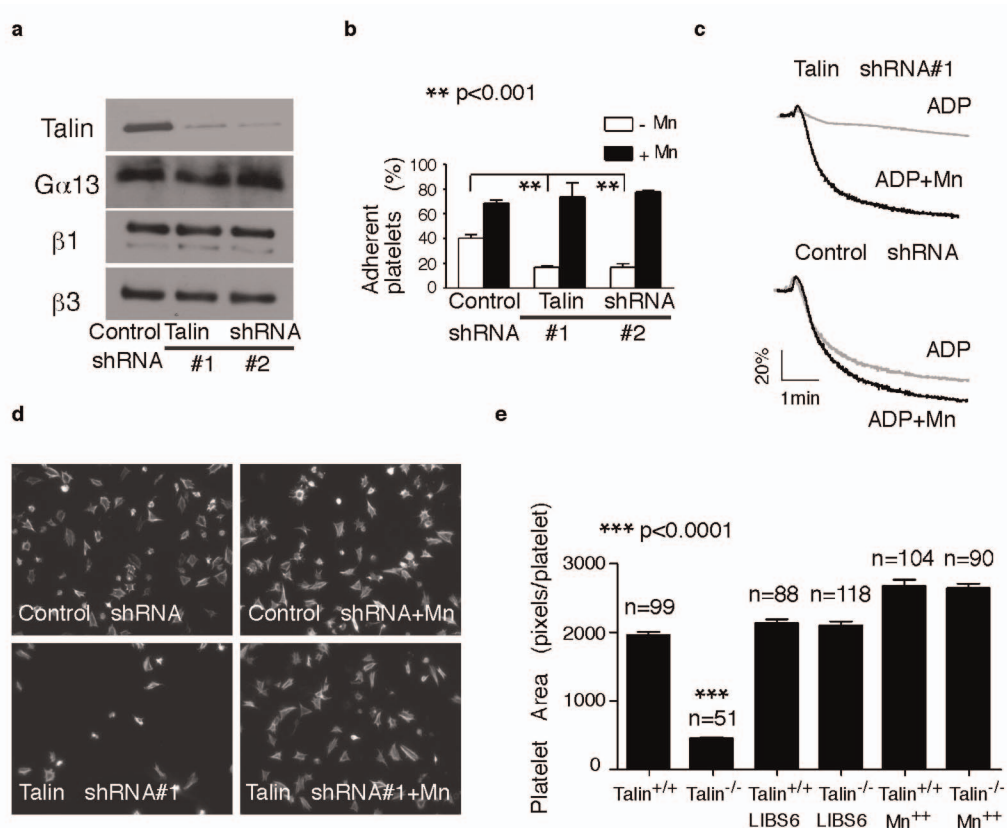 a
Talin
Gα13
β1
β3
Control Talin shRNA
shRNA #1 #2
b
** p<0.001
- Mn
+ Mn
Adherent platelets (%)
100
80
60
40
20
0
** **
Control Talin shRNA
shRNA #1 #2
c
Talin shRNA#1
ADP
ADP+Mn
Control shRNA
ADP
ADP+Mn
20%
1min
d
Control shRNA
Control shRNA+Mn
Talin shRNA#1
Talin shRNA#1+Mn
e
*** p<0.0001
Platelet Area (pixels/platelet)
3000
2000
1000
0
n=99
***
n=51
n=88
n=118
n=104
n=90
Talin+/+ Talin-/- Talin+/+ Talin-/- Talin+/+ Talin-/-
LIBS6 LIBS6 Mn++ Mn++